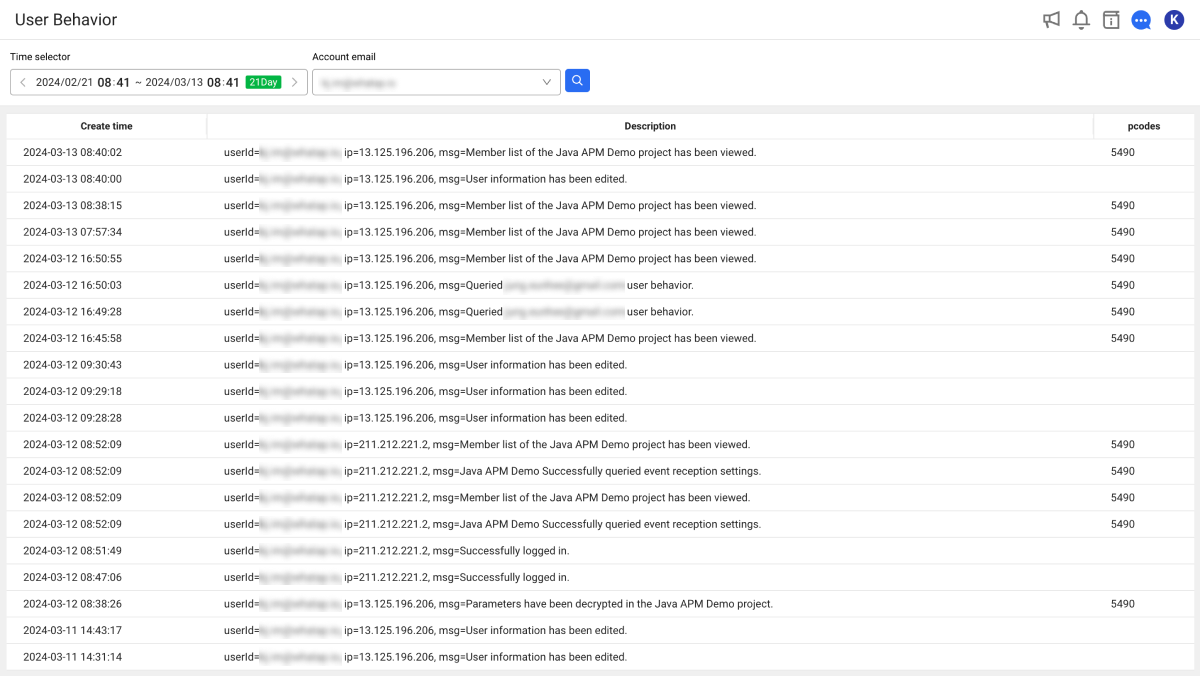 User Behavior
K
Time selector
Account email
2024/02/21 08:41 ~ 2024/03/13 08:41 21Day
Create time Description pcodes
2024-03-13 08:40:02 userId= ip=13.125.196.206, msg=Member list of the Java APM Demo project has been viewed. 5490
2024-03-13 08:40:00 userId= ip=13.125.196.206, msg=User information has been edited.
2024-03-13 08:38:15 userId= ip=13.125.196.206, msg=Member list of the Java APM Demo project has been viewed. 5490
2024-03-13 07:57:34 userId= ip=13.125.196.206, msg=Member list of the Java APM Demo project has been viewed. 5490
2024-03-12 16:50:55 userId= ip=13.125.196.206, msg=Member list of the Java APM Demo project has been viewed. 5490
2024-03-12 16:50:03 userId= ip=13.125.196.206, msg=Queried user behavior. 5490
2024-03-12 16:49:28 userId= ip=13.125.196.206, msg=Queried user behavior. 5490
2024-03-12 16:45:58 userId= ip=13.125.196.206, msg=Member list of the Java APM Demo project has been viewed. 5490
2024-03-12 09:30:43 userId= ip=13.125.196.206, msg=User information has been edited.
2024-03-12 09:29:18 userId= ip=13.125.196.206, msg=User information has been edited.
2024-03-12 09:28:28 userId= ip=13.125.196.206, msg=User information has been edited.
2024-03-12 08:52:09 userId= ip=211.212.221.2, msg=Member list of the Java APM Demo project has been viewed. 5490
2024-03-12 08:52:09 userId= ip=211.212.221.2, msg=Java APM Demo Successfully queried event reception settings. 5490
2024-03-12 08:52:09 userId= ip=211.212.221.2, msg=Member list of the Java APM Demo project has been viewed. 5490
2024-03-12 08:52:09 userId= ip=211.212.221.2, msg=Java APM Demo Successfully queried event reception settings. 5490
2024-03-12 08:51:49 userId= ip=211.212.221.2, msg=Successfully logged in.
2024-03-12 08:47:06 userId= ip=211.212.221.2, msg=Successfully logged in.
2024-03-12 08:38:26 userId= ip=13.125.196.206, msg=Parameters have been decrypted in the Java APM Demo project. 5490
2024-03-11 14:43:17 userId= ip=13.125.196.206, msg=User information has been edited.
2024-03-11 14:31:14 userId= ip=13.125.196.206, msg=User information has been edited.